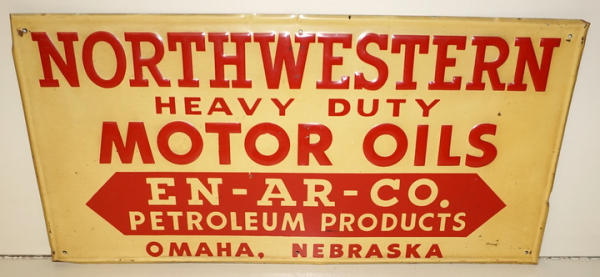 NORTHWESTERN
HEAVY DUTY
MOTOR OILS
EN-AR-CO.
PETROLEUM PRODUCTS
OMAHA, NEBRASKA